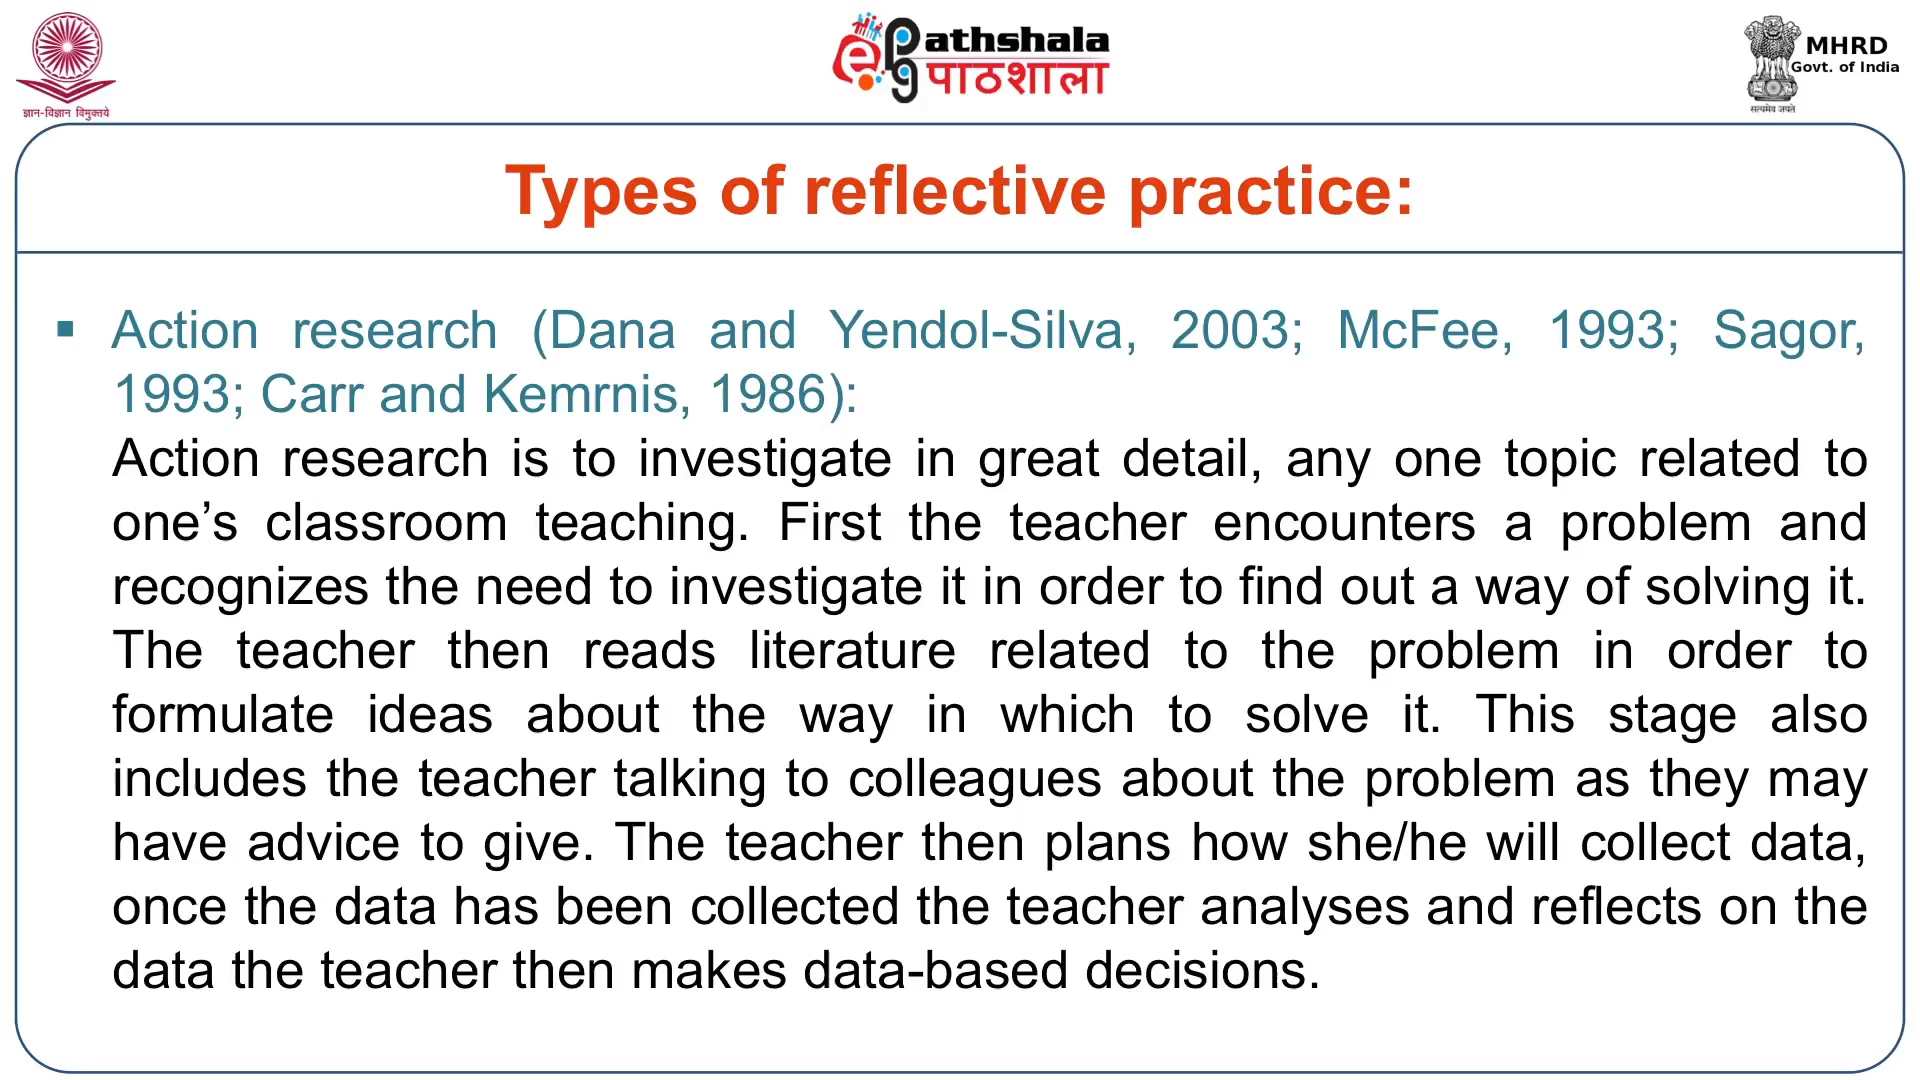 ज्ञान-विज्ञान विमुक्तये
ePg Pathshala
पाठशाला
MHRD
Govt. of India
सत्यमेव जयते
Types of reflective practice:
▪ Action research (Dana and Yendol-Silva, 2003; McFee, 1993; Sagor,
1993; Carr and Kemrnis, 1986):
Action research is to investigate in great detail, any one topic related to
one’s classroom teaching. First the teacher encounters a problem and
recognizes the need to investigate it in order to find out a way of solving it.
The teacher then reads literature related to the problem in order to
formulate ideas about the way in which to solve it. This stage also
includes the teacher talking to colleagues about the problem as they may
have advice to give. The teacher then plans how she/he will collect data,
once the data has been collected the teacher analyses and reflects on the
data the teacher then makes data-based decisions.